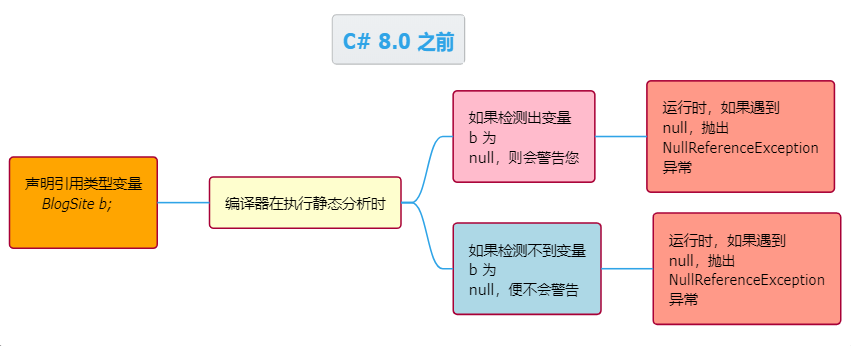 C# 8.0 之前
声明引用类型变量
BlogSite b;
编译器在执行静态分析时
如果检测出变量
b 为
null，则会警告您
运行时，如果遇到
null，抛出
NullReferenceException
异常
如果检测不到变量
b 为
null，便不会警告
运行时，如果遇到
null，抛出
NullReferenceException
异常